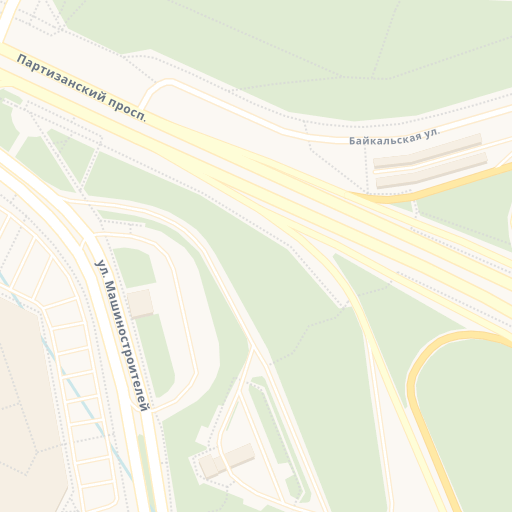 Партизанский просп.
Байкальская ул.
ул. Машиностроителей